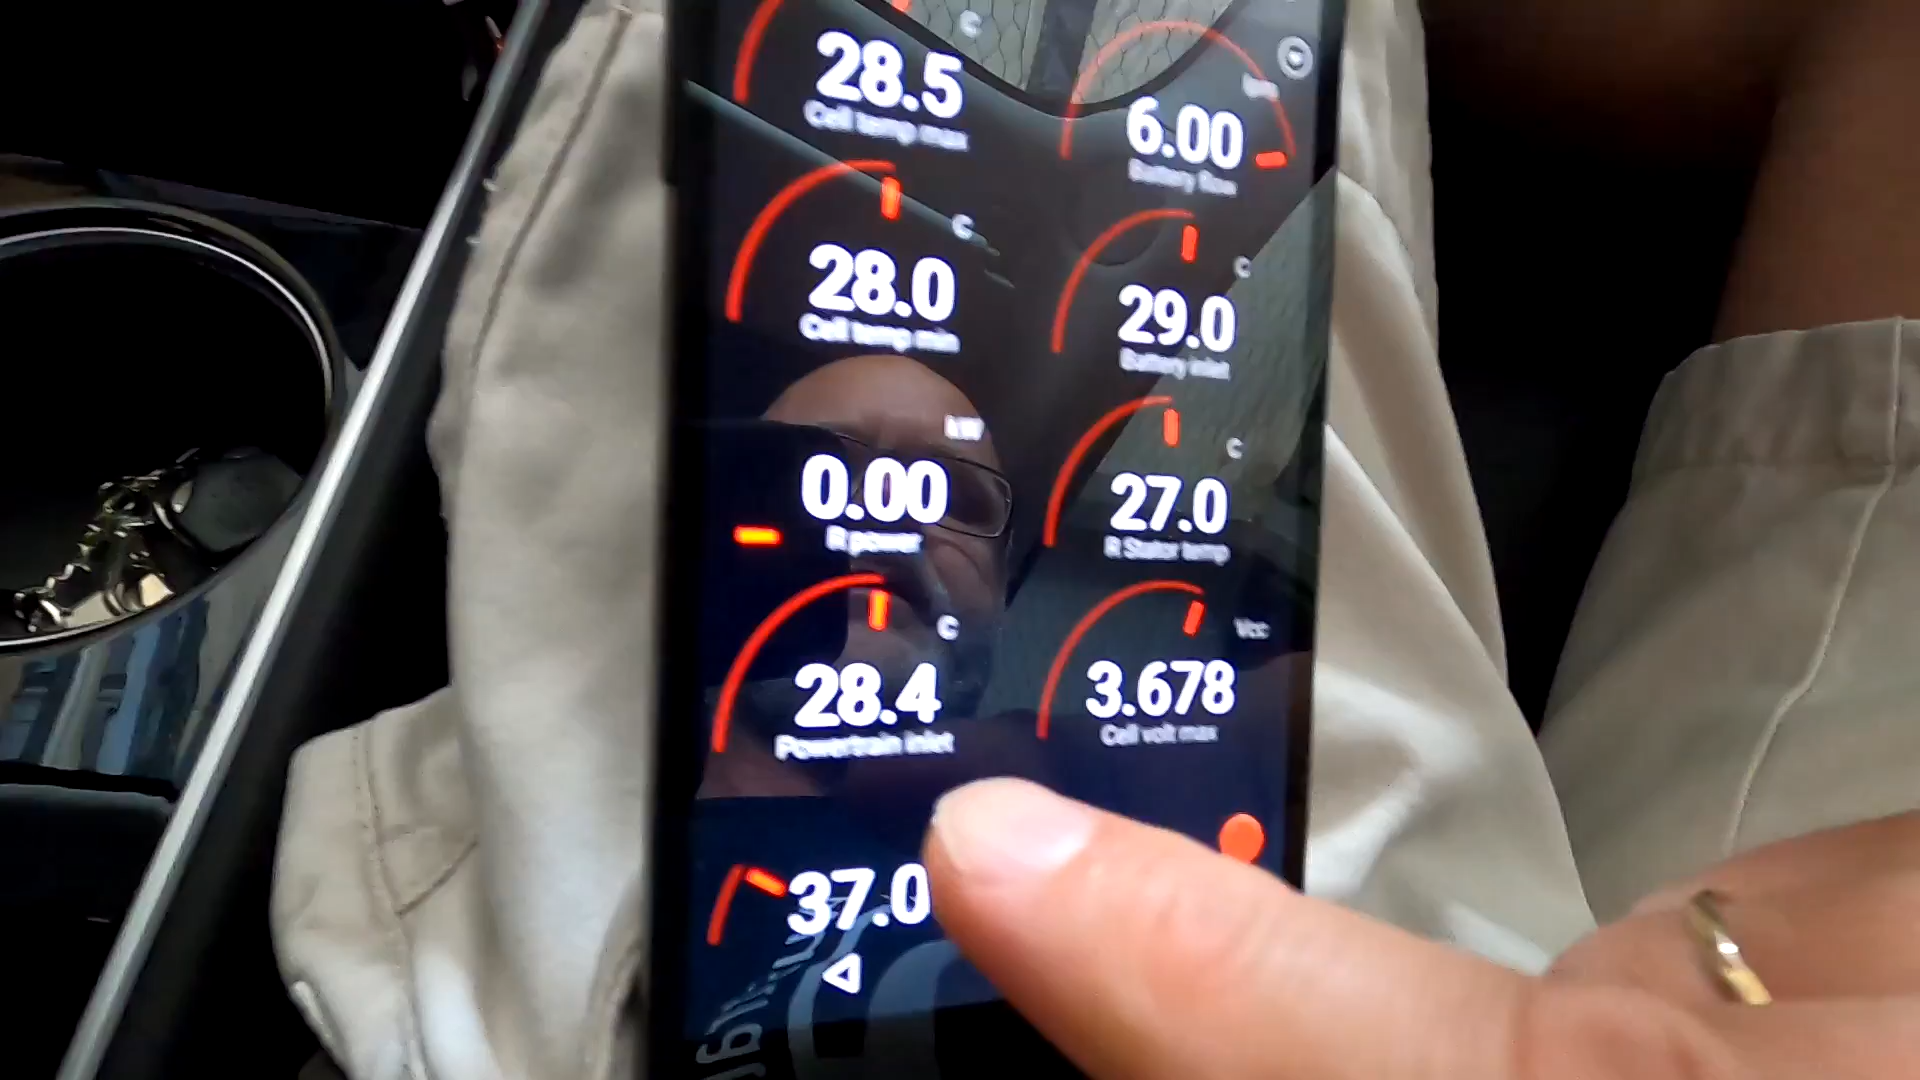 C
28.5
Cell temp max
6.00
Battery flow
C
28.0
Cell temp min
C
29.0
Battery inlet
kW
0.00
R power
C
27.0
R Stator temp
C
28.4
Powertrain inlet
Vcc
3.678
Cell volt max
37.0